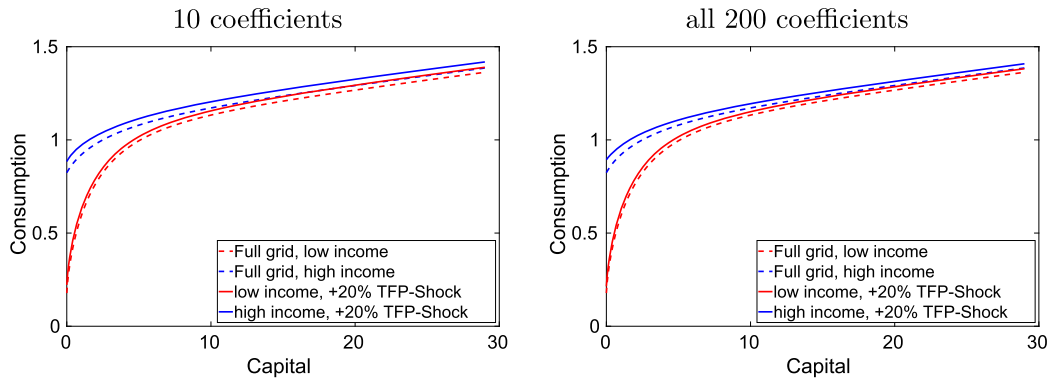 10 coefficients
1.5
1
0.5
0
Consumption
Full grid, low income
Full grid, high income
low income, +20% TFP-Shock
high income, +20% TFP-Shock
0 10 20 30
Capital
all 200 coefficients
1.5
1
0.5
0
Consumption
Full grid, low income
Full grid, high income
low income, +20% TFP-Shock
high income, +20% TFP-Shock
0 10 20 30
Capital